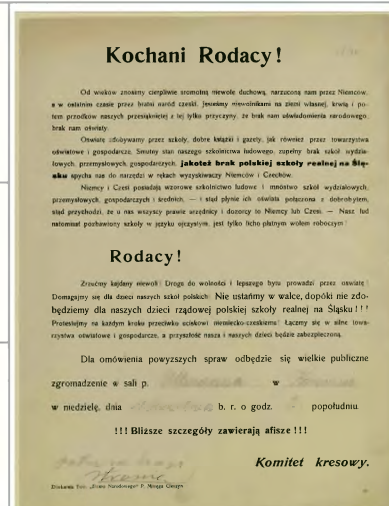 Kochani Rodacy!
Od wieków znosimy cierpliwie sromotną niewolę duchową, narzuconą nam przez Niemców,
a w ostatnim czasie przez bratni naród czeski. Jesteśmy niewolnikami na ziemi własnej, krwią i po-
tem przodków naszych przesiąkniętej z tej tylko przyczyny, że brak nam uświadomienia narodowego,
brak nam oświaty.
Oświatę zdobywamy przez szkoły, dobre książki i gazety, jak również przez towarzystwa
oświatowe i gospodarcze. Smutny stan naszego szkolnictwa ludowego, zupełny brak szkół wydzia-
łowych, przemysłowych, gospodarczych, jakoteż brak polskiej szkoły realnej na Ślą-
sku spycha nas do narzędzi w rękach wyzyskiwaczy Niemców i Czechów.
Niemcy i Czesi posiadają wzorowe szkolnictwo ludowe i mnóstwo szkół wydziałowych,
przemysłowych, gospodarczych i średnich, — i stąd płynie ich oświata połączona z dobrobytem,
stąd przychodzi, że u nas wszyscy prawie urzędnicy i dozorcy to Niemcy lub Czesi. — Nasz lud
natomiast pozbawiony szkoły w języku ojczystym, jest tylko licho płatnym wołem roboczym!
Rodacy!
Zrzućmy kajdany niewoli! Droga do wolności i lepszego bytu prowadzi przez oświatę!
Domagajmy się dla dzieci naszych szkół polskich! Nie ustańmy w walce, dopóki nie zdo-
będziemy dla naszych dzieci rządowej polskiej szkoły realnej na Śląsku!!!
Protestujmy na każdym kroku przeciwko uciskowi niemiecko-czeskiemu! Łączmy się w silne towa-
rzystwa oświatowe i gospodarcze, a przyszłość nasza i naszych dzieci będzie zabezpieczoną.
Dla omówienia powyższych spraw odbędzie się wielkie publiczne
zgromadzenie w sali p. w
w niedzielę, dnia b. r. o godz. popołudniu.
!!! Bliższe szczegóły zawierają afisze!!!
Komitet kresowy.
Drukarnia Tow. „Domu Narodowego" P. Mitręga Cieszyn